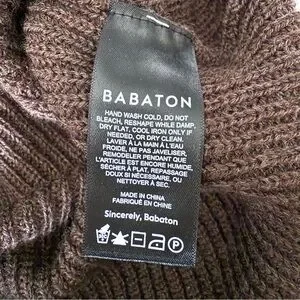 BABATON
HAND WASH COLD, DO NOT
BLEACH, RESHAPE WHILE DAMP,
DRY FLAT, COOL IRON ONLY IF
NEEDED, OR DRY CLEAN
LAVER À LA MAIN À L'EAU
FROIDE, NE PAS JAVELISER,
REMODELER PENDANT QUE
L'ARTICLE EST ENCORE HUMIDE,
SÉCHER À PLAT. REPASSAGE
DOUX SI NÉCESSAIRE, OU
NETTOYER À SEC.
MADE IN CHINA
FABRIQUÉ EN CHINE
Sincerely, Babaton
P